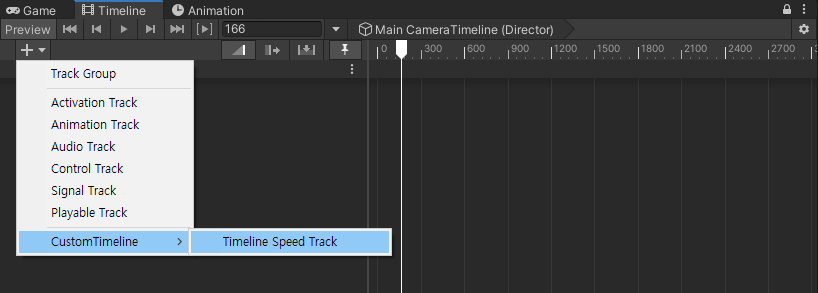 Game Timeline Animation
Preview 166 Main CameraTimeline (Director)
0 300 600 900 1200 1500 1800 2100 2400 2700
Track Group
Activation Track
Animation Track
Audio Track
Control Track
Signal Track
Playable Track
CustomTimeline Timeline Speed Track